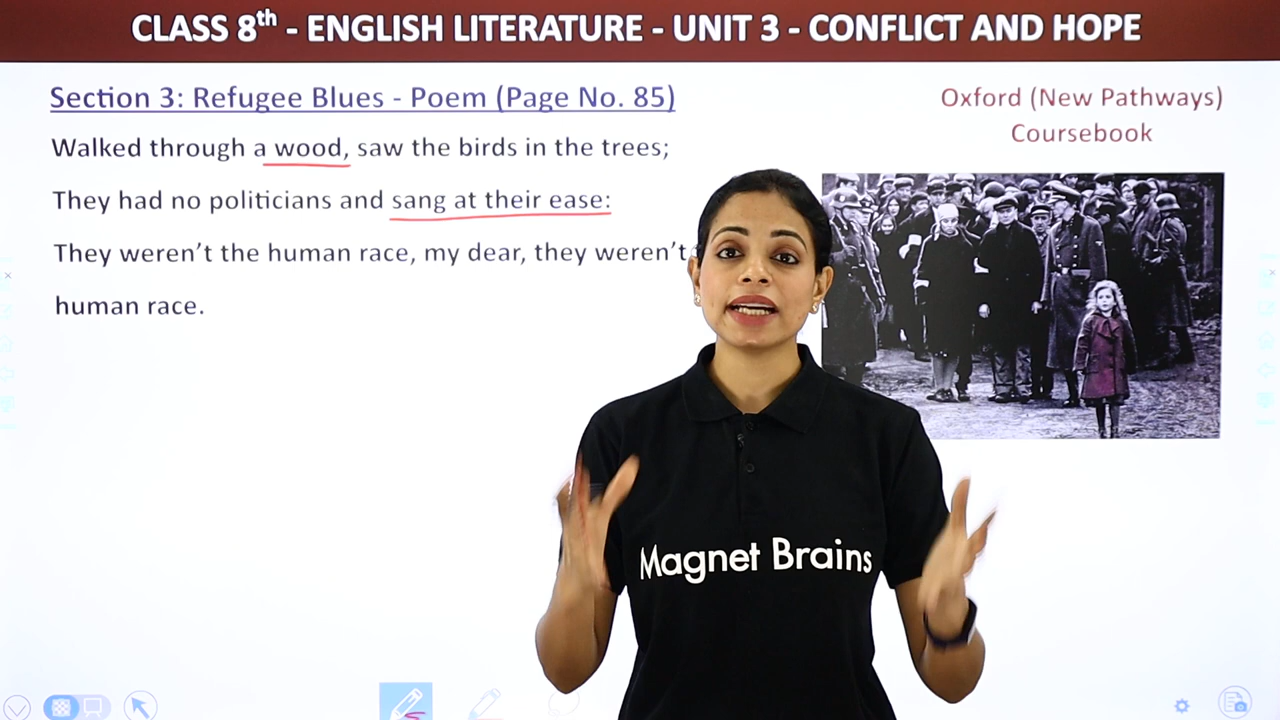 CLASS 8th - ENGLISH LITERATURE - UNIT 3 - CONFLICT AND HOPE
Section 3: Refugee Blues - Poem (Page No. 85)
Oxford (New Pathways)
Coursebook
Walked through a wood, saw the birds in the trees;
They had no politicians and sang at their ease:
They weren't the human race, my dear, they weren't
human race.
Magnet Brains